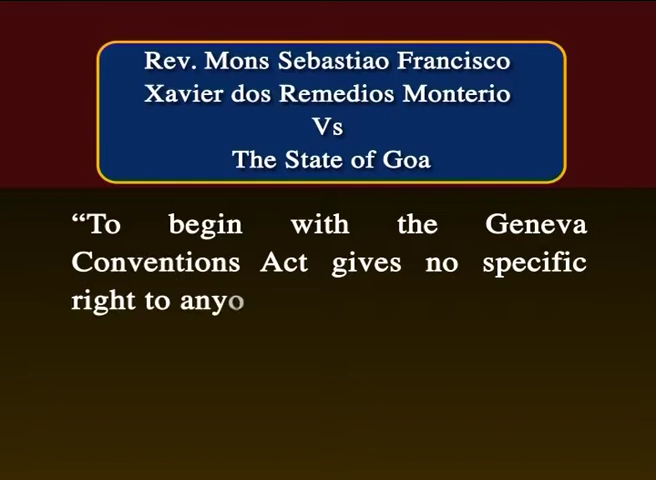 Rev. Mons Sebastiao Francisco
Xavier dos Remedios Monterio
Vs
The State of Goa
“To begin with the Geneva
Conventions Act gives no specific
right to anyo